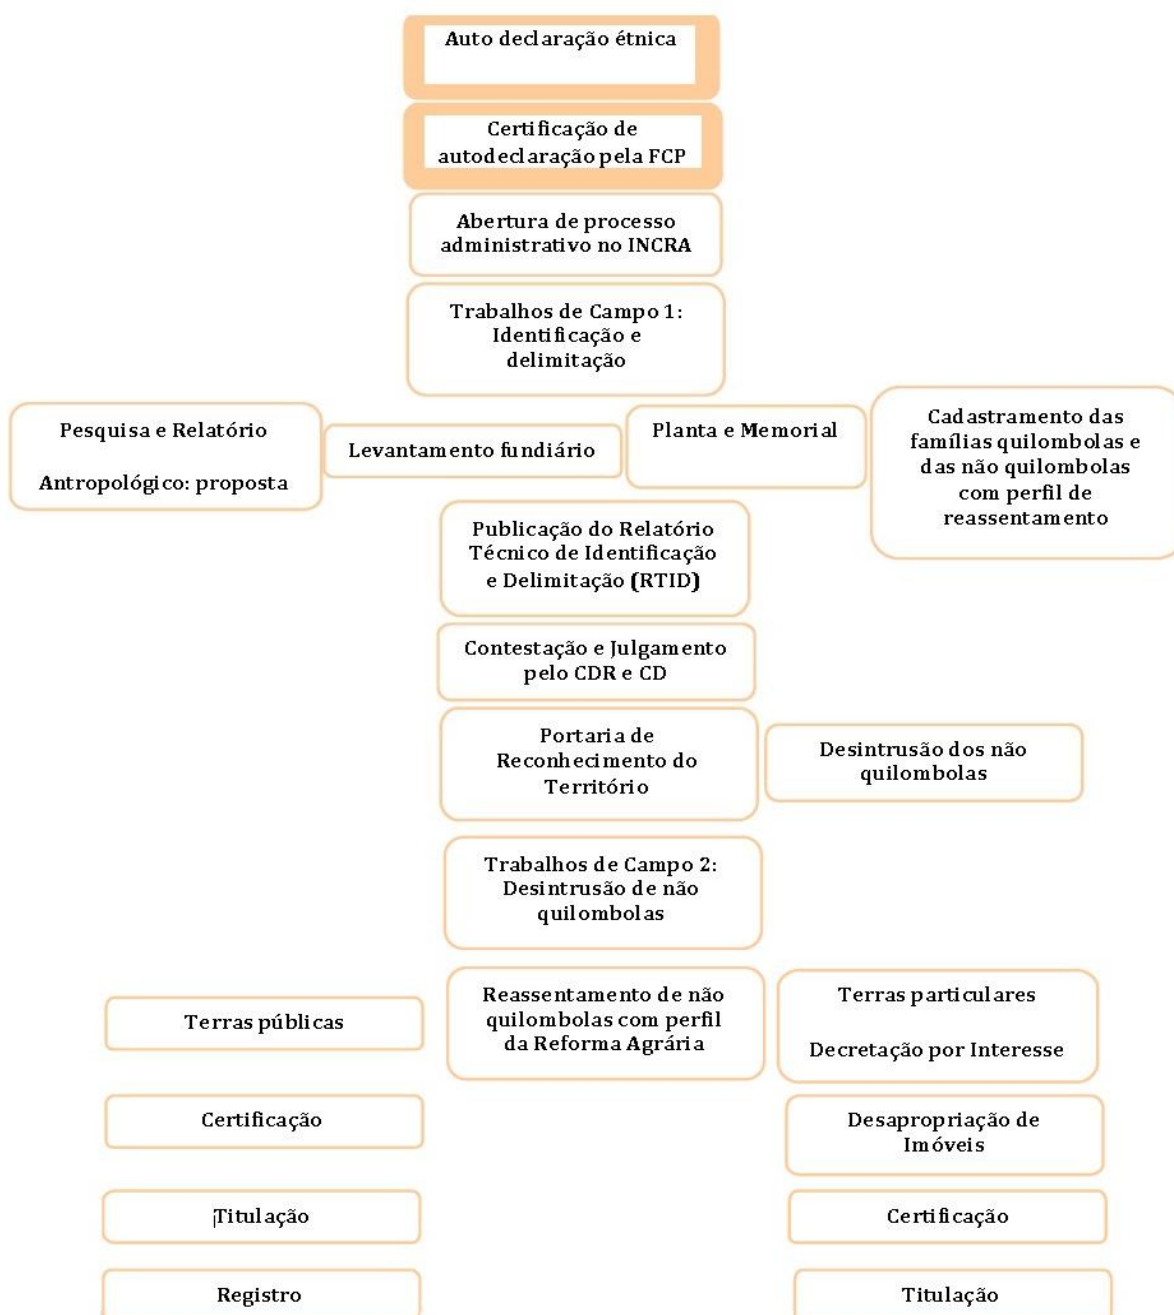 Auto declaração étnica
Certificação de
autodeclaração pela FCP
Abertura de processo
administrativo no INCRA
Trabalhos de Campo 1:
Identificação e
delimitação
Pesquisa e Relatório
Antropológico: proposta
Levantamento fundiário
Planta e Memorial
Cadastramento das
famílias quilombolas e
das não quilombolas
com perfil de
reassentamento
Publicação do Relatório
Técnico de Identificação
e Delimitação (RTID)
Contestação e Julgamento
pelo CDR e CD
Portaria de
Reconhecimento do
Território
Desintrusão dos não
quilombolas
Trabalhos de Campo 2:
Desintrusão de não
quilombolas
Terras públicas
Reassentamento de não
quilombolas com perfil
da Reforma Agrária
Terras particulares
Decretação por Interesse
Certificação
Desapropriação de
Imóveis
Titulação
Certificação
Registro
Titulação